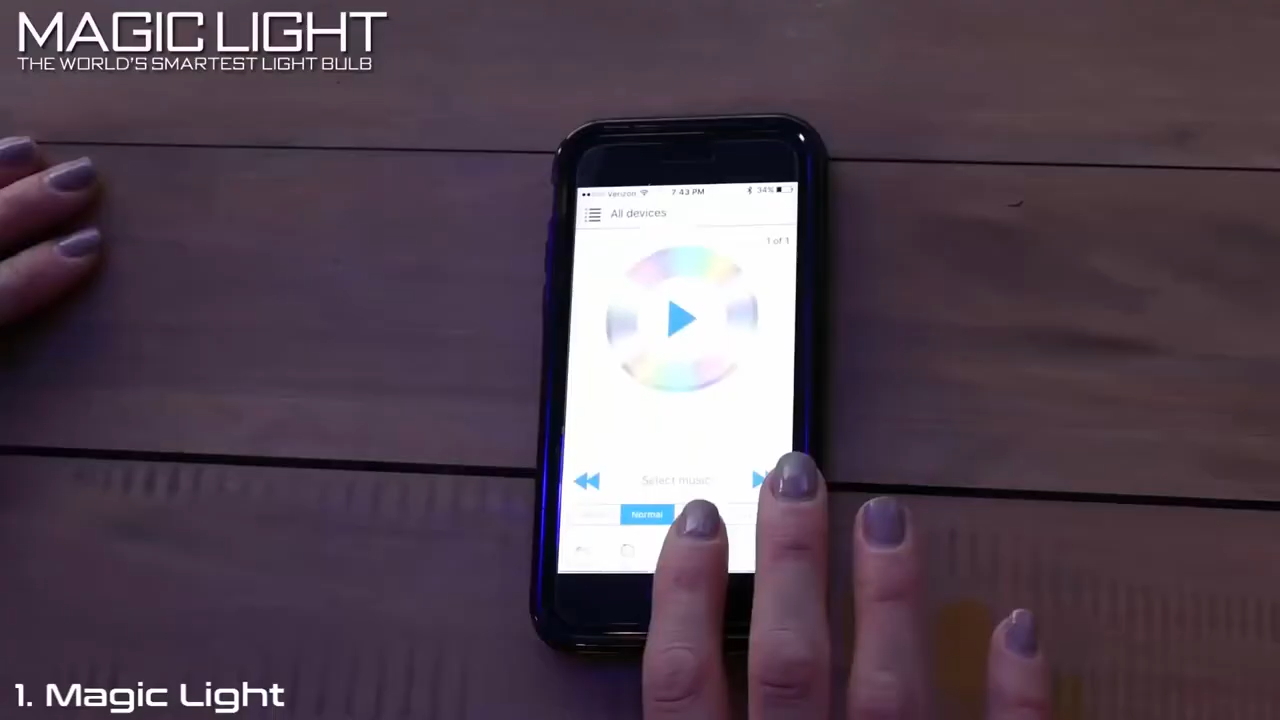 MAGIC LIGHT
THE WORLD'S SMARTEST LIGHT BULB
Verizon 7:43 PM 34%
All devices
1 of 1
Select music
Normal
1. Magic Light